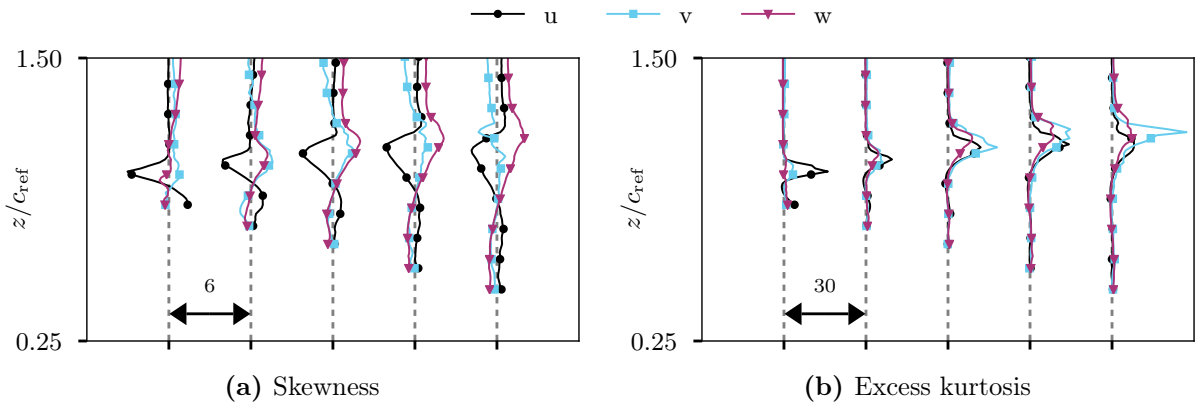 u v w
1.50
z/c_ref
6
0.25
(a) Skewness
1.50
z/c_ref
30
0.25
(b) Excess kurtosis